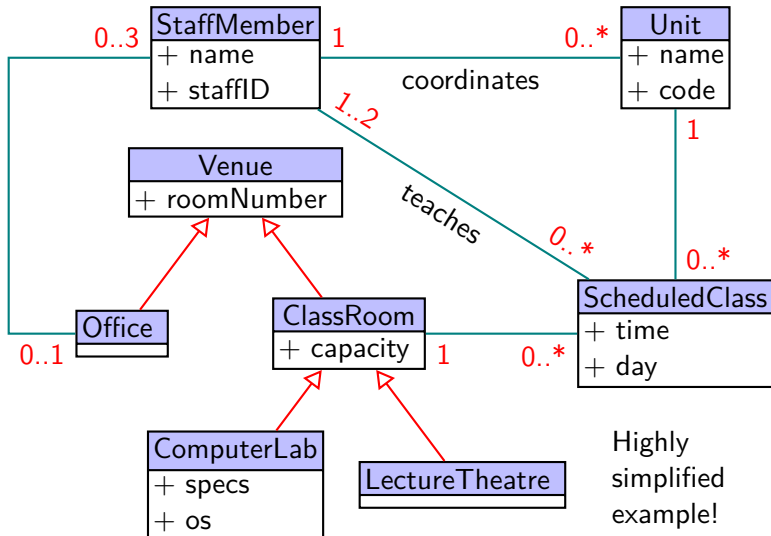 StaffMember
+ name
+ staffID
0..3
1
0..*
coordinates
Unit
+ name
+ code
1..2
1
teaches
0..*
0..*
Venue
+ roomNumber
Office
0..1
ClassRoom
+ capacity
1
0..*
ScheduledClass
+ time
+ day
ComputerLab
+ specs
+ os
LectureTheatre
Highly
simplified
example!